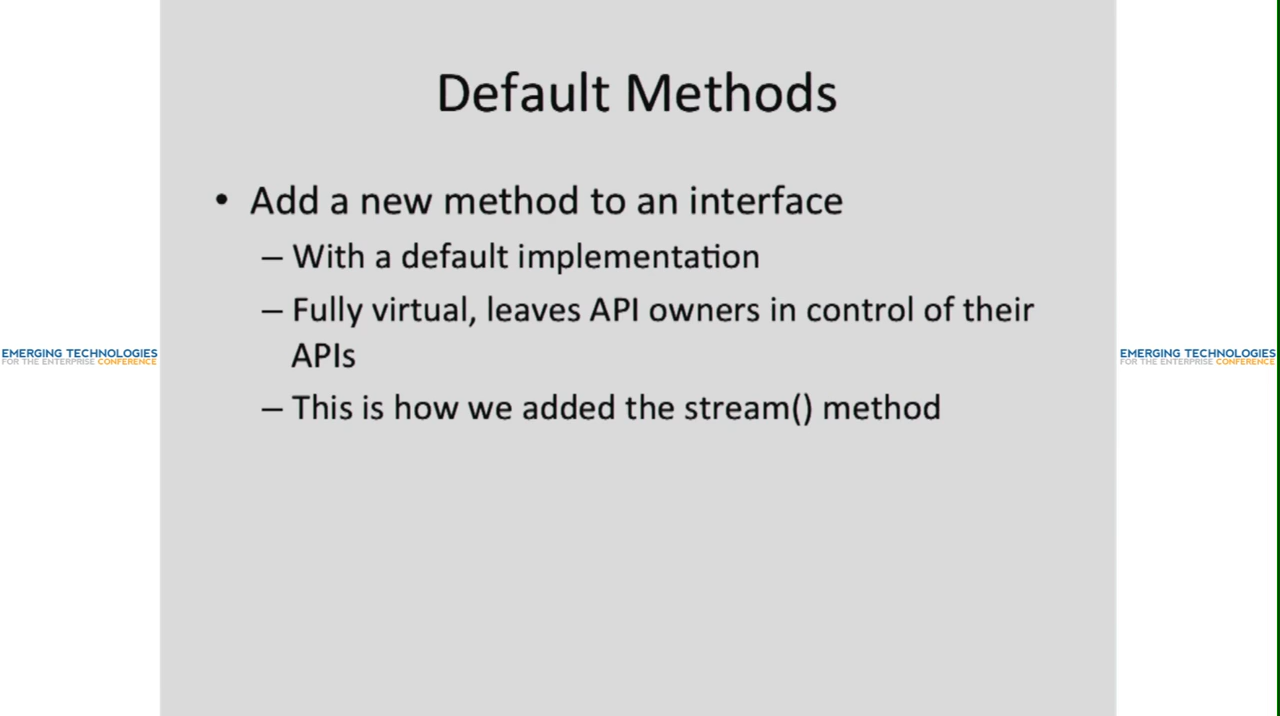 Default Methods
• Add a new method to an interface
– With a default implementation
– Fully virtual, leaves API owners in control of their
APIs
– This is how we added the stream() method
EMERGING TECHNOLOGIES
FOR THE ENTERPRISE CONFERENCE
EMERGING TECHNOLOGIES
FOR THE ENTERPRISE CONFERENCE